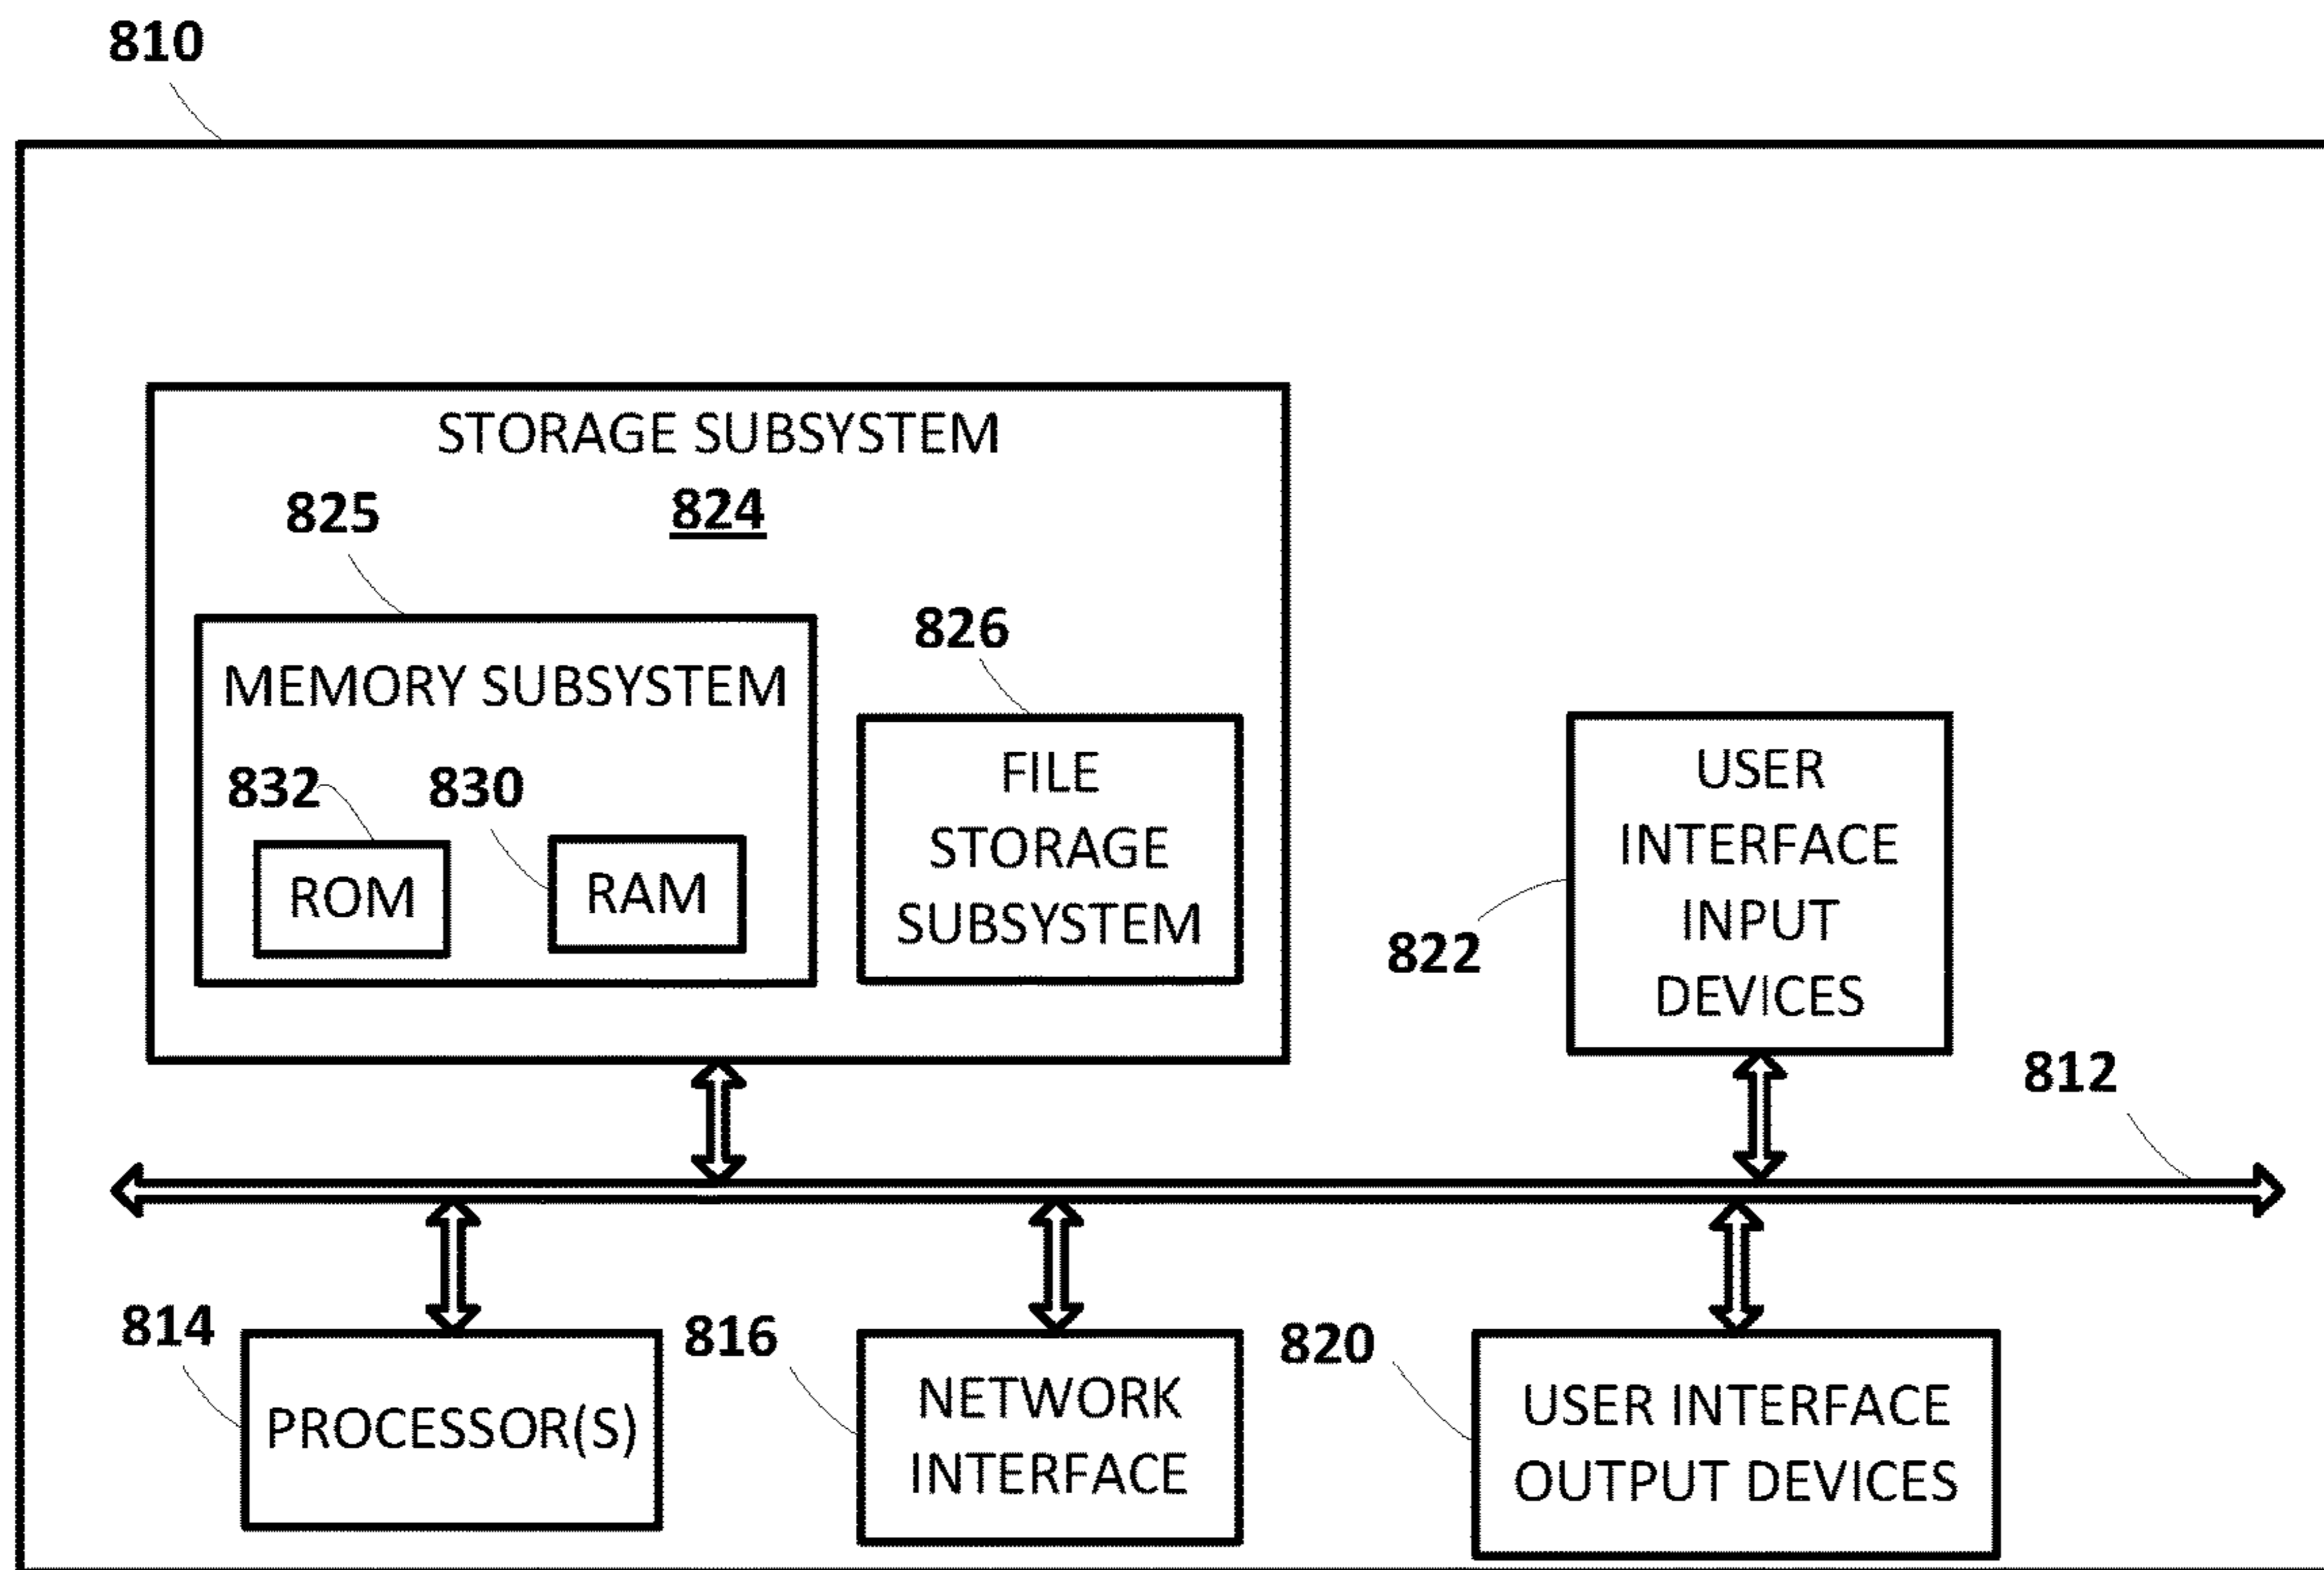 810
STORAGE SUBSYSTEM
824
825
MEMORY SUBSYSTEM
832
830
ROM
RAM
826
FILE
STORAGE
SUBSYSTEM
USER
INTERFACE
INPUT
DEVICES
822
812
814
PROCESSOR(S)
816
NETWORK
INTERFACE
820
USER INTERFACE
OUTPUT DEVICES